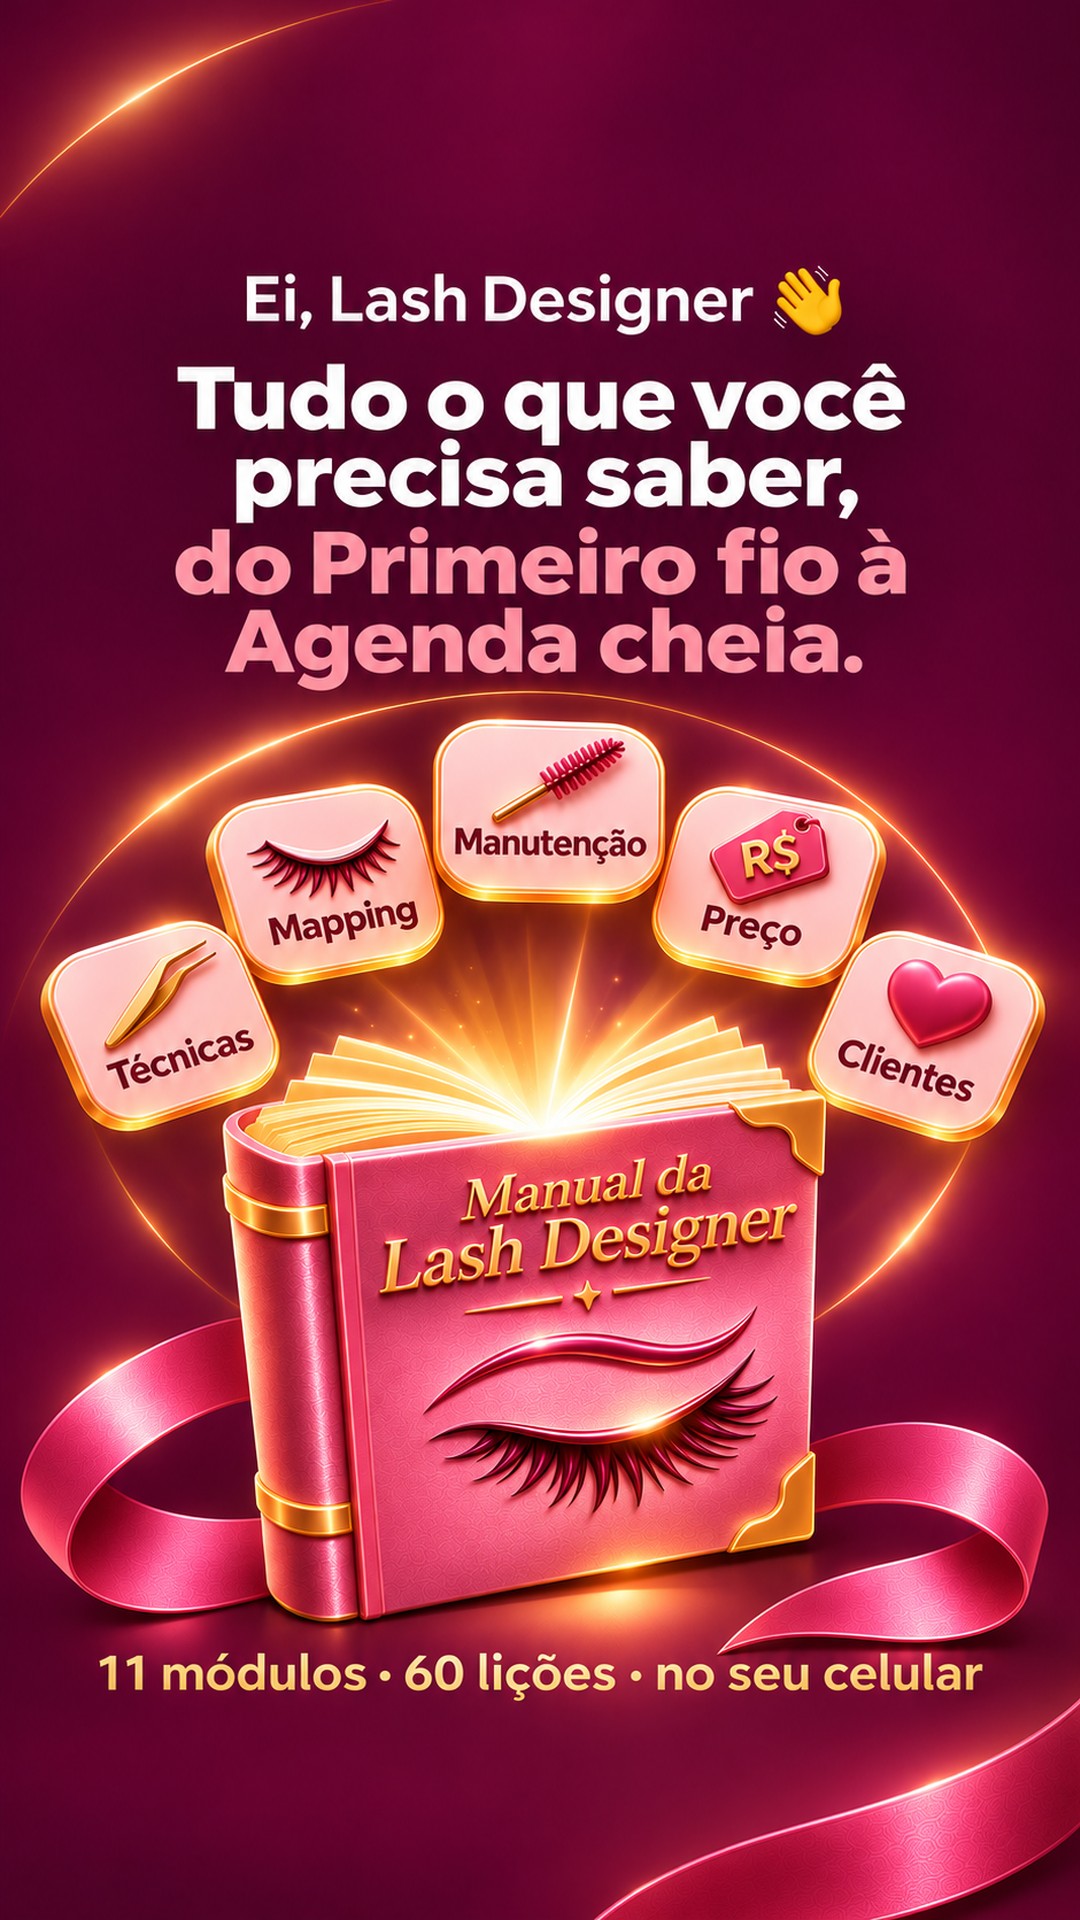 Ei, Lash Designer 👋
Tudo o que você
precisa saber,
do Primeiro fio à
Agenda cheia.
Manutenção
Mapping
R$
Preço
Técnicas
Clientes
Manual da
Lash Designer
11 módulos • 60 lições • no seu celular